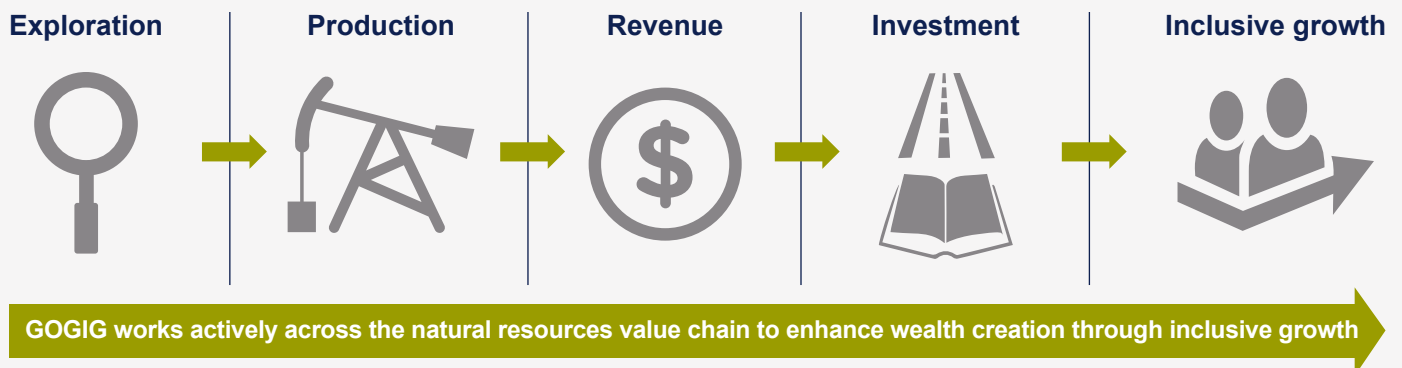 Exploration
Production
Revenue
Investment
Inclusive growth
$
GOGIG works actively across the natural resources value chain to enhance wealth creation through inclusive growth